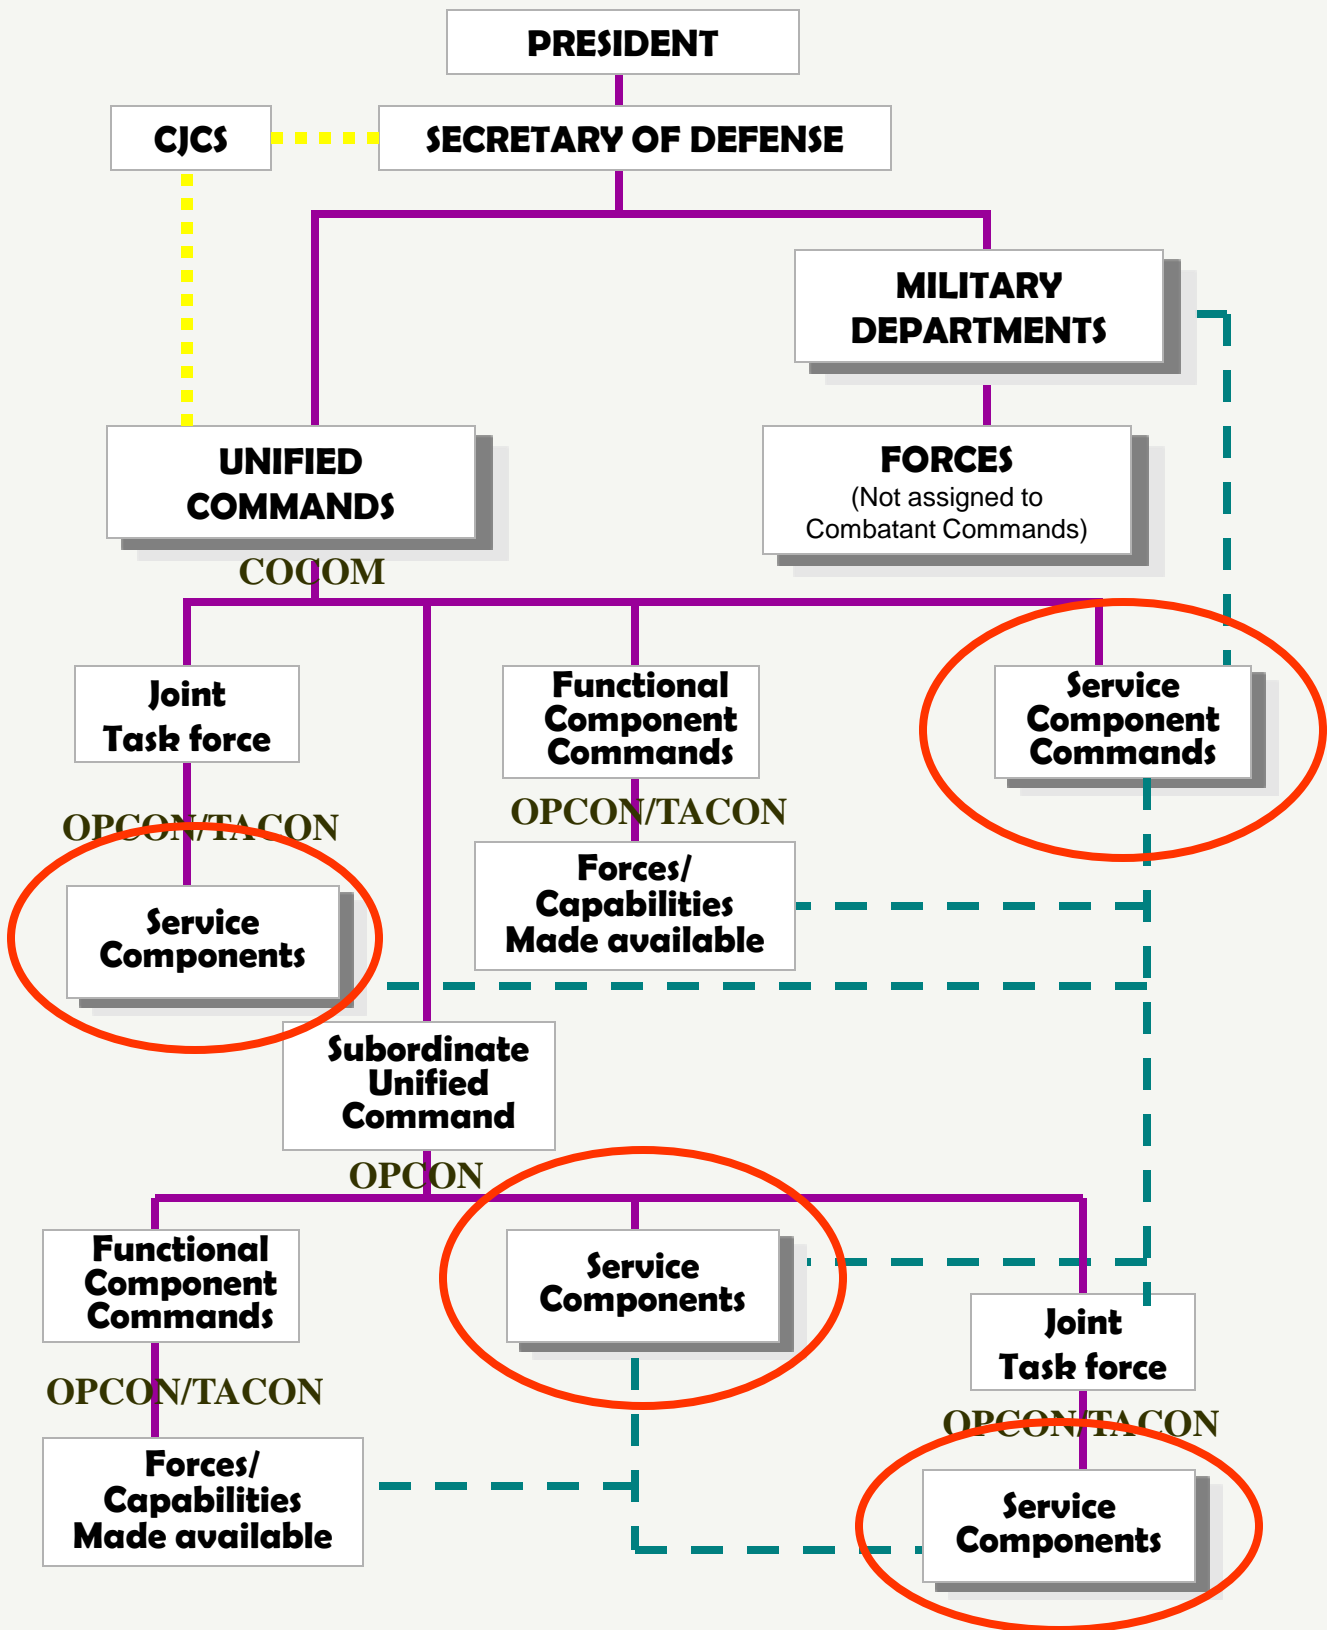 PRESIDENT
CJCS
SECRETARY OF DEFENSE
MILITARY
DEPARTMENTS
UNIFIED
COMMANDS
FORCES
(Not assigned to
Combatant Commands)
COCOM
Joint
Task force
Functional
Component
Commands
Service
Component
Commands
OPCON/TACON
OPCON/TACON
Service
Components
Forces/
Capabilities
Made available
Subordinate
Unified
Command
OPCON
Functional
Component
Commands
Service
Components
Joint
Task force
OPCON/TACON
OPCON/TACON
Forces/
Capabilities
Made available
Service
Components